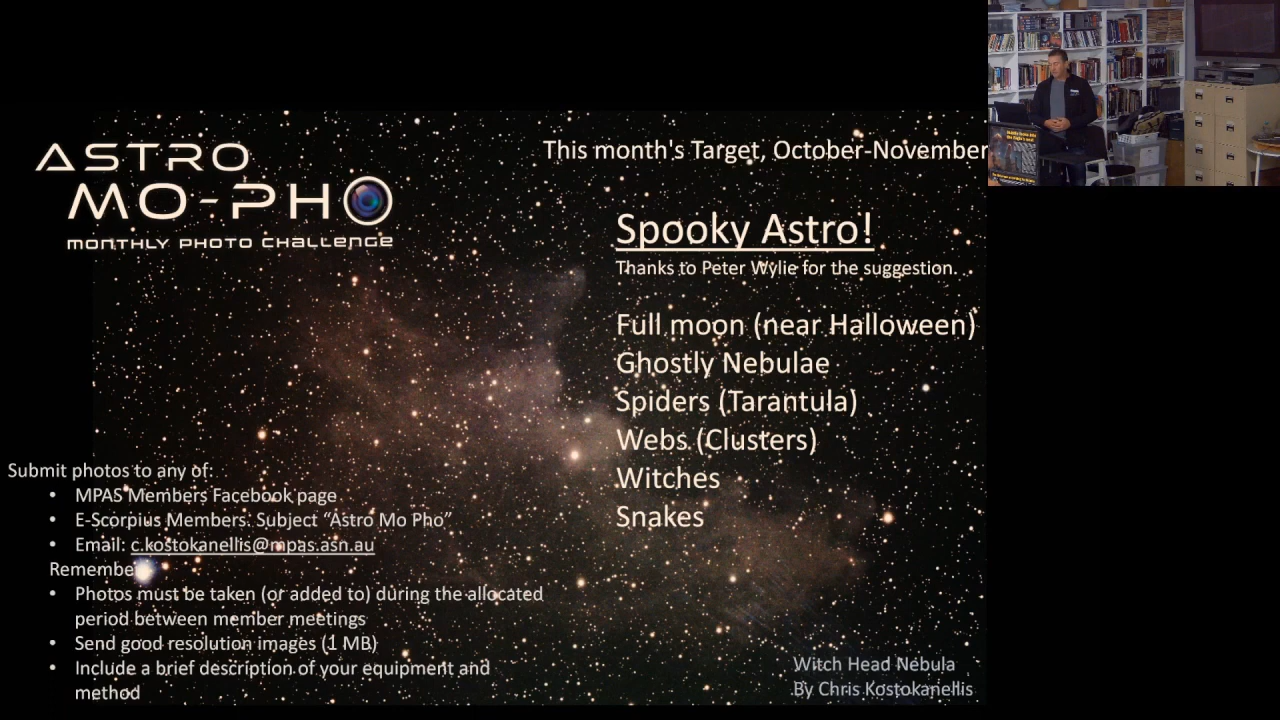 ASTRO
MO-PHO
MONTHLY PHOTO CHALLENGE
This month's Target, October-November
Spooky Astro!
Thanks to Peter Wylie for the suggestion.
Full moon (near Halloween)
Ghostly Nebulae
Spiders (Tarantula)
Webs (Clusters)
Witches
Snakes
Submit photos to any of:
• MPAS Members Facebook page
• E-Scorpius Members: Subject “Astro Mo Pho”
• Email: c.kostokanellis@mpas.asn.au
Remember
• Photos must be taken (or added to) during the allocated
period between member meetings
• Send good resolution images (1 MB)
• Include a brief description of your equipment and
method
Witch Head Nebula
By Chris Kostokanellis